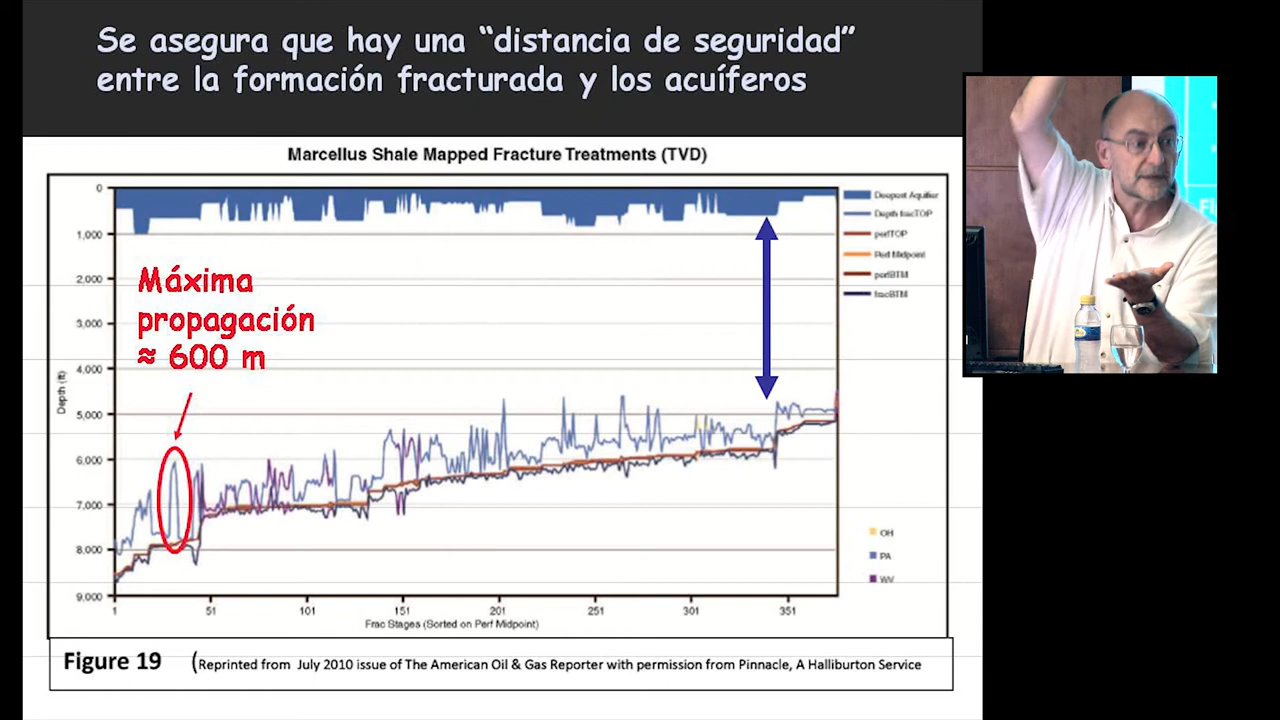 Se asegura que hay una “distancia de seguridad”
entre la formación fracturada y los acuíferos
Marcellus Shale Mapped Fracture Treatments (TVD)
0
1,000
2,000
3,000
4,000
5,000
6,000
7,000
8,000
9,000
Depth (ft)
Máxima
propagación
≈ 600 m
Deepest Aquifier
Depth fracTOP
perfTOP
Perf Midpoint
perfBTM
fracBTM
OH
PA
WV
1 51 101 151 201 251 301 351
Frac Stages (Sorted on Perf Midpoint)
Figure 19 (Reprinted from July 2010 issue of The American Oil & Gas Reporter with permission from Pinnacle, A Halliburton Service